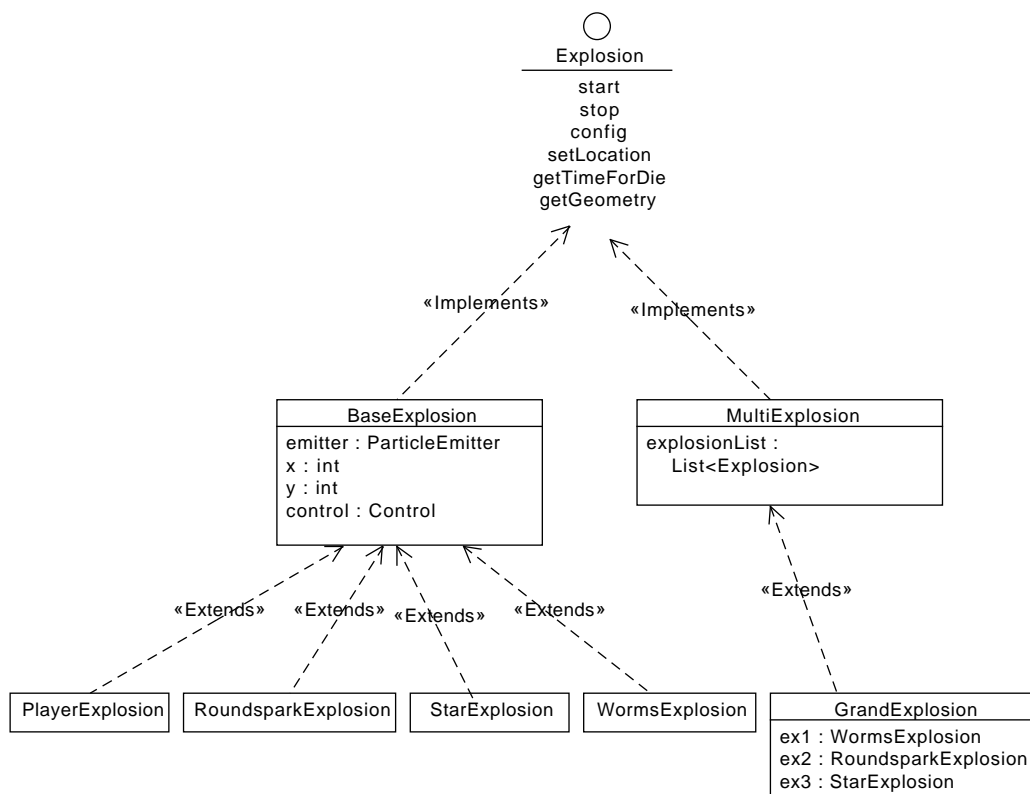 Explosion
start
stop
config
setLocation
getTimeForDie
getGeometry
«Implements»
«Implements»
BaseExplosion
emitter : ParticleEmitter
x : int
y : int
control : Control
MultiExplosion
explosionList :
List<Explosion>
«Extends»
«Extends»
«Extends»
«Extends»
«Extends»
PlayerExplosion
RoundsparkExplosion
StarExplosion
WormsExplosion
GrandExplosion
ex1 : WormsExplosion
ex2 : RoundsparkExplosion
ex3 : StarExplosion